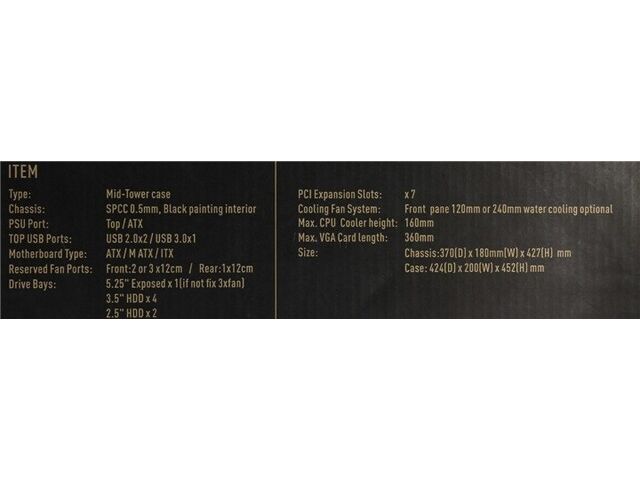 ITEM
Type: Mid-Tower case
Chassis: SPCC 0.5mm, Black painting interior
PSU Port: Top / ATX
TOP USB Ports: USB 2.0x2 / USB 3.0x1
Motherboard Type: ATX / M ATX / ITX
Reserved Fan Ports: Front:2 or 3 x12cm / Rear:1x12cm
Drive Bays: 5.25" Exposed x 1(if not fix 3xfan)
3.5" HDD x 4
2.5" HDD x 2
PCI Expansion Slots: x 7
Cooling Fan System: Front pane 120mm or 240mm water cooling optional
Max. CPU Cooler height: 160mm
Max. VGA Card length: 360mm
Size: Chassis:370(D) x 180mm(W) x 427(H) mm
Case: 424(D) x 200(W) x 452(H) mm